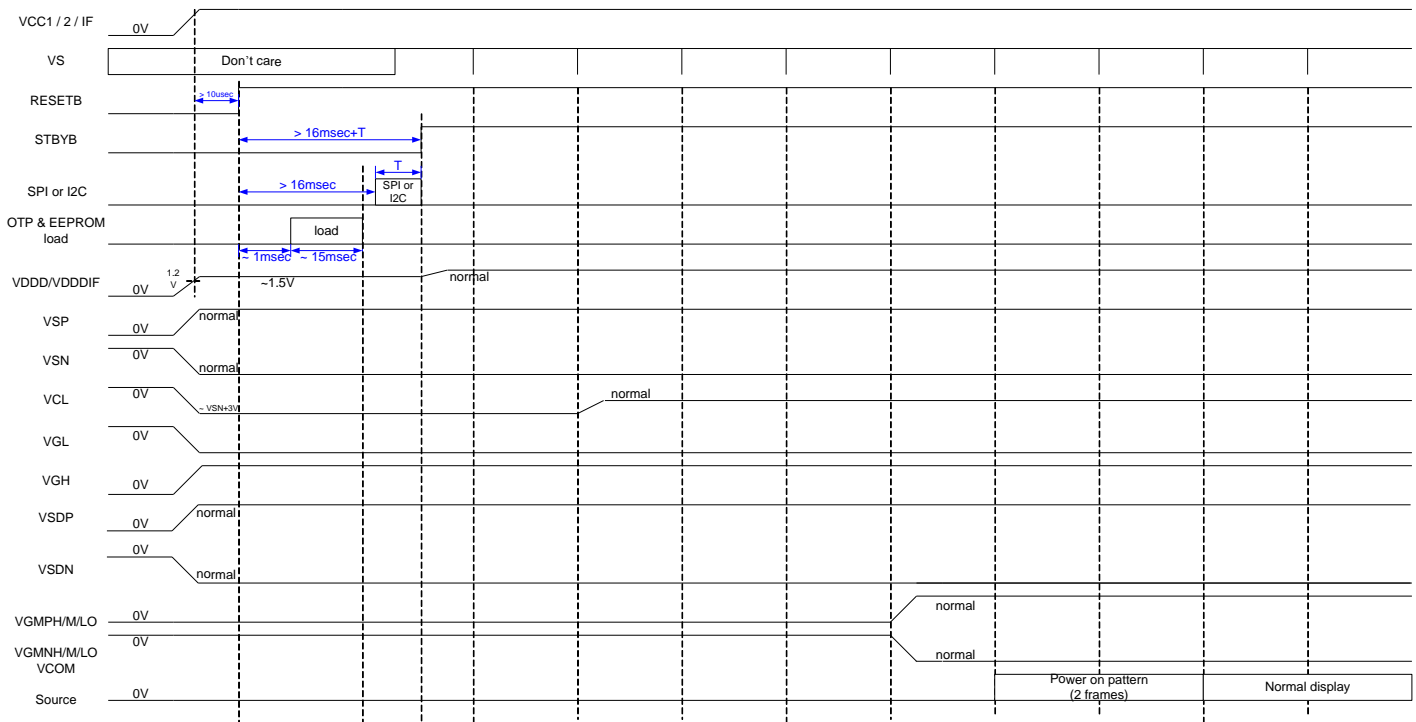 VCC1 / 2 / IF
0V
VS
Don't care
RESETB
> 10usec
STBYB
> 16msec+T
T
SPI or I2C
> 16msec
SPI or
I2C
OTP & EEPROM
load
load
~ 1msec
~ 15msec
VDDD/VDDDIF
0V
1.2
V
~1.5V
normal
VSP
0V
normal
VSN
0V
normal
VCL
0V
~ VSN+3V
normal
VGL
0V
VGH
0V
VSDP
0V
normal
VSDN
0V
normal
VGMPH/M/LO
0V
normal
VGMNH/M/LO
VCOM
0V
normal
Source
0V
Power on pattern
(2 frames)
Normal display